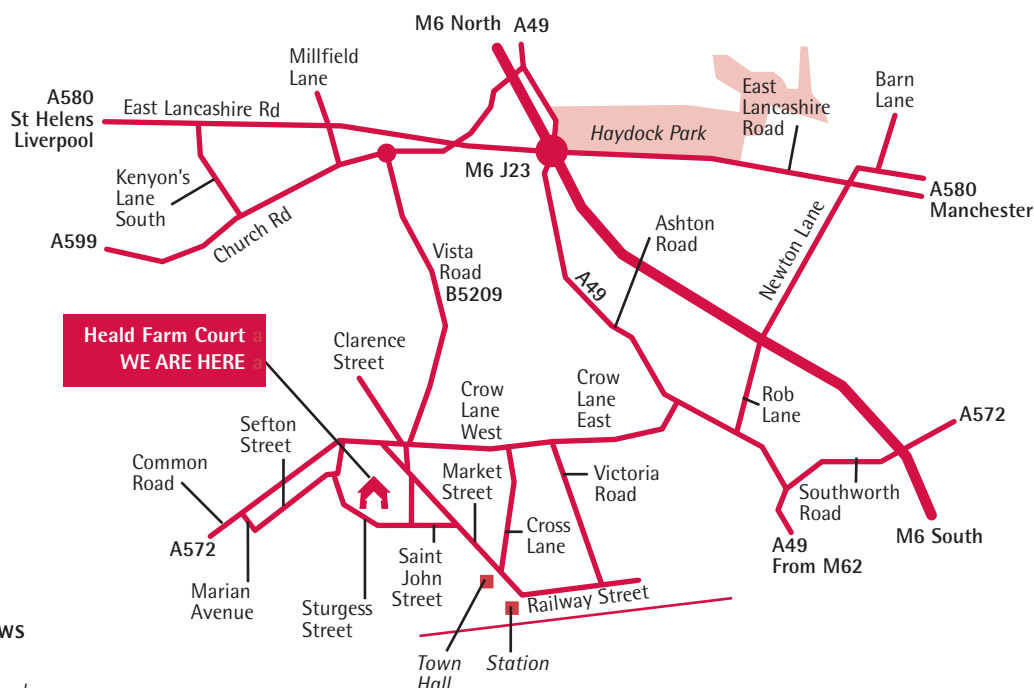 M6 North
A49
Millfield
Lane
A580
St Helens
Liverpool
East Lancashire Rd
Haydock Park
East
Lancashire
Road
Barn
Lane
M6 J23
Kenyon's
Lane
South
A580
Manchester
A599
Church Rd
Vista
Road
B5209
A49
Ashton
Road
Newton Lane
Heald Farm Court a
WE ARE HERE a
Clarence
Street
Crow
Lane
West
Crow
Lane
East
Rob
Lane
A572
Sefton
Street
Common
Road
Market
Street
Victoria
Road
Southworth
Road
Cross
Lane
A572
Saint
John
Street
A49
From M62
M6 South
Marian
Avenue
Sturgess
Street
Railway Street
Town
Hall
Station
ws